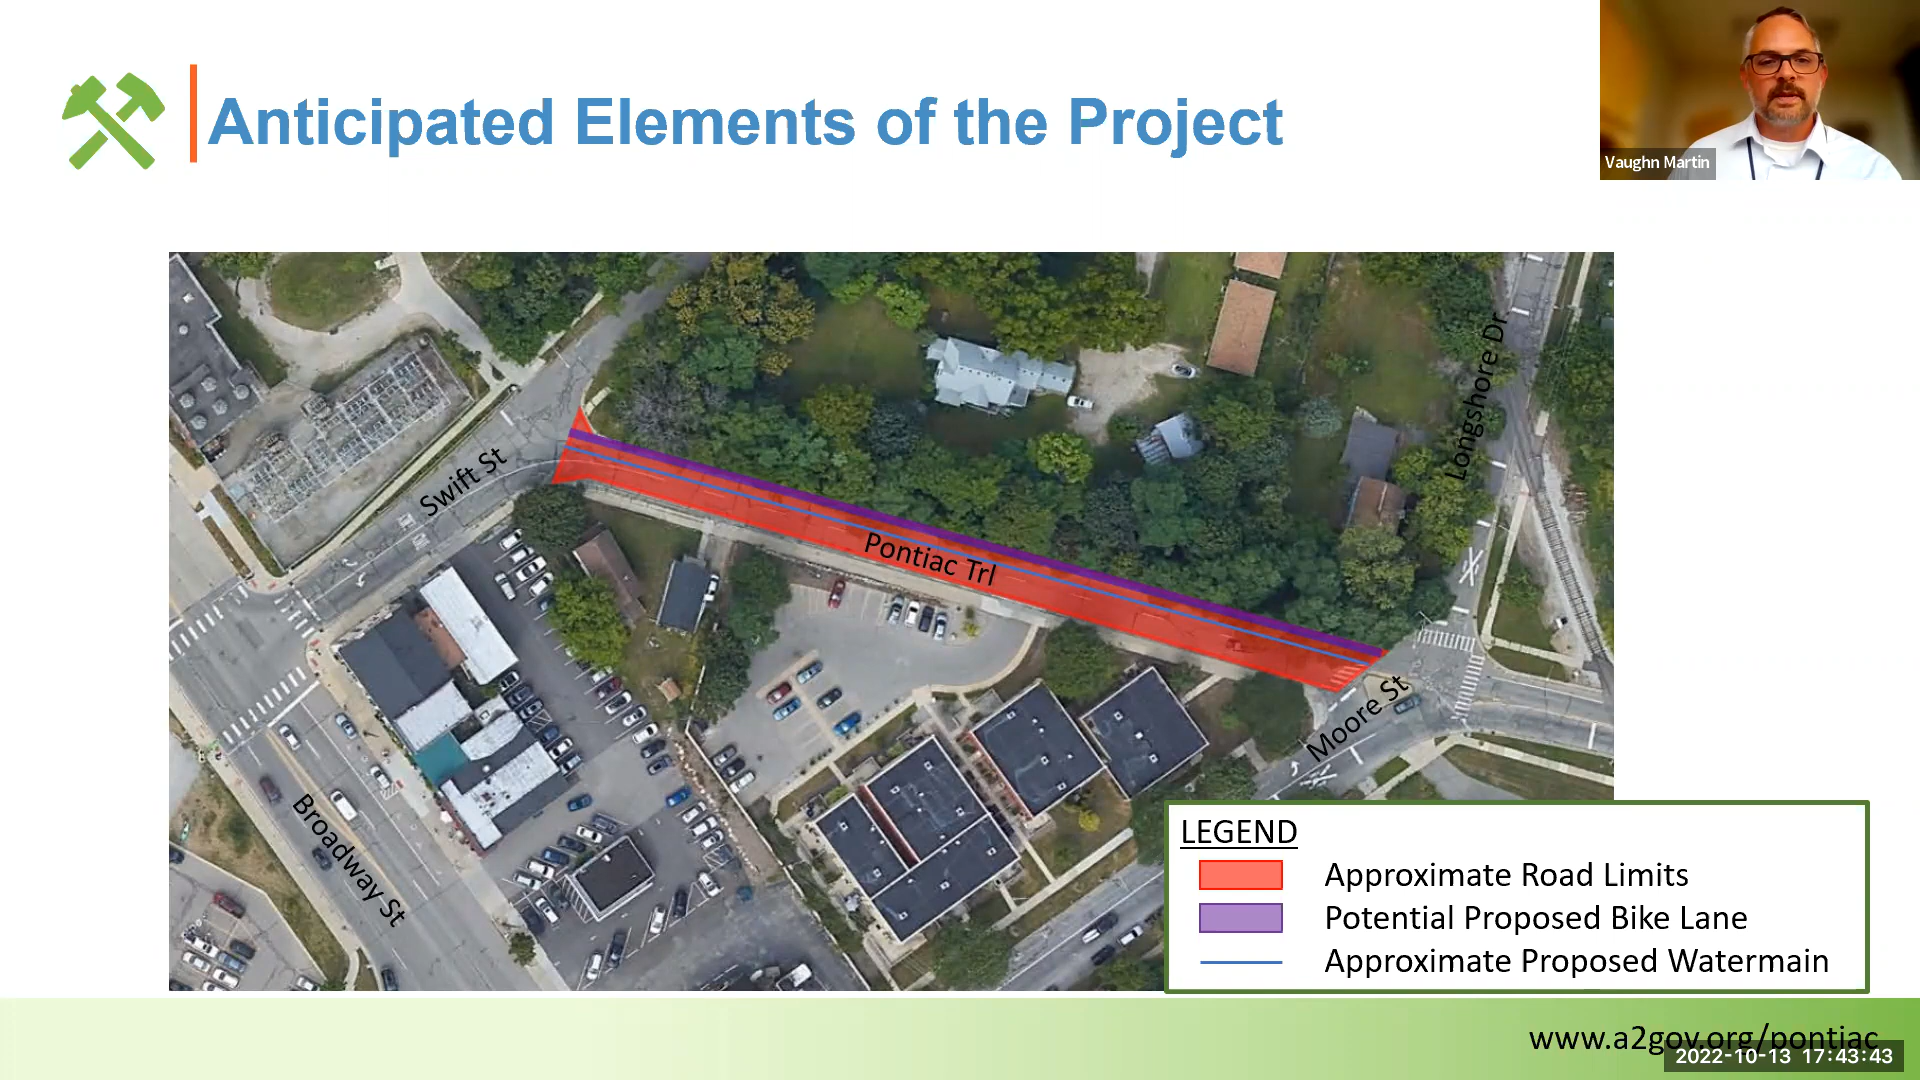 Anticipated Elements of the Project
Vaughn Martin
Swift St
Longshore Dr
Pontiac Trl
Moore St
Broadway St
LEGEND
Approximate Road Limits
Potential Proposed Bike Lane
Approximate Proposed Watermain
www.a2gov.org/pontiac
2022-10-13 17:43:43